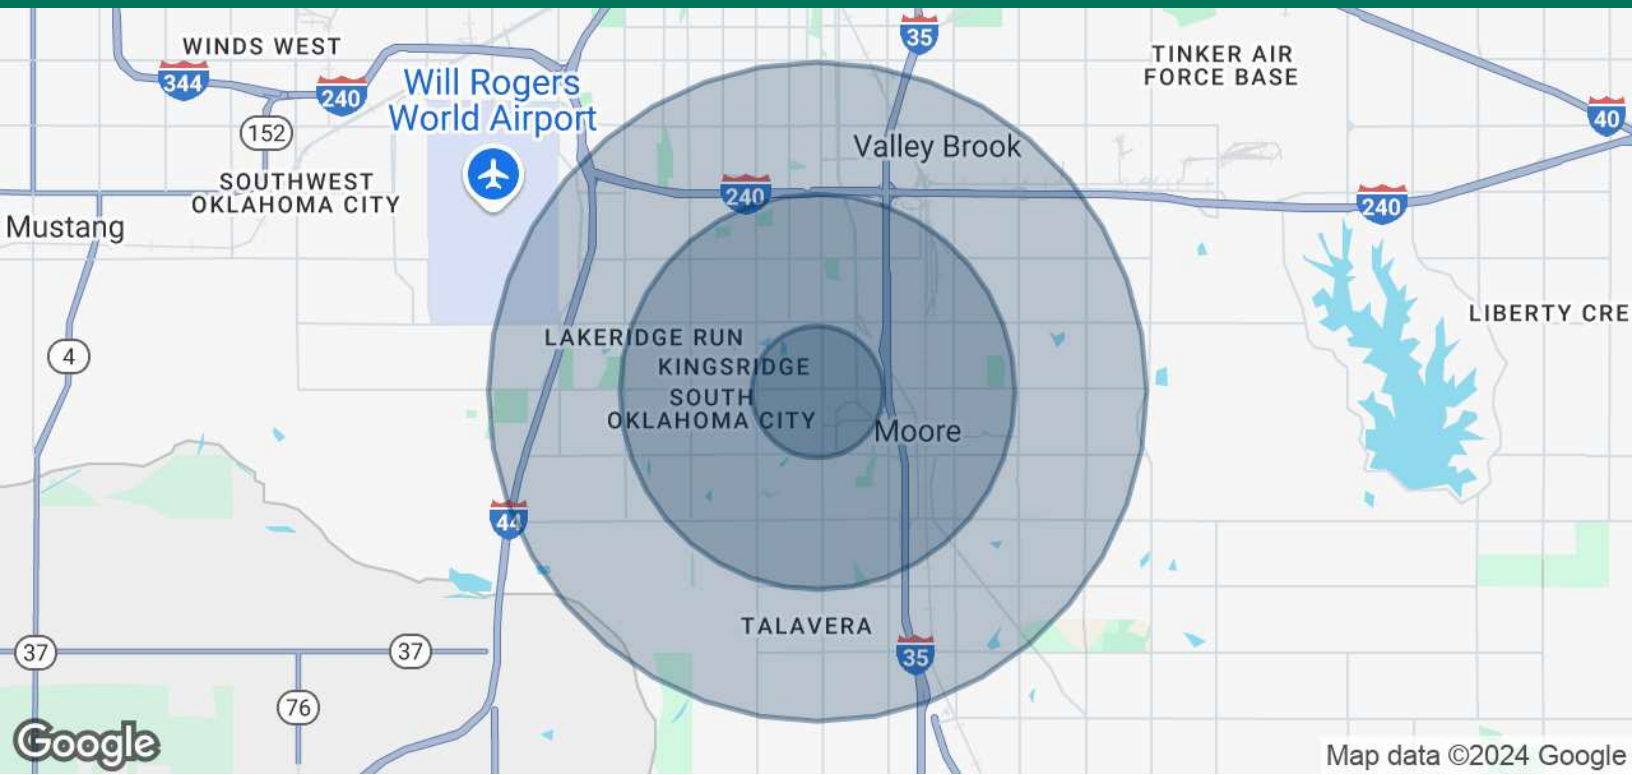 35
WINDS WEST
TINKER AIR
FORCE BASE
344
240
Will Rogers
World Airport
40
152
Valley Brook
SOUTHWEST
OKLAHOMA CITY
240
240
Mustang
LIBERTY CRE
LAKERIDGE RUN
4
KINGSRIDGE
SOUTH
OKLAHOMA CITY
Moore
44
TALAVERA
37
37
35
76
Google
Map data ©2024 Google